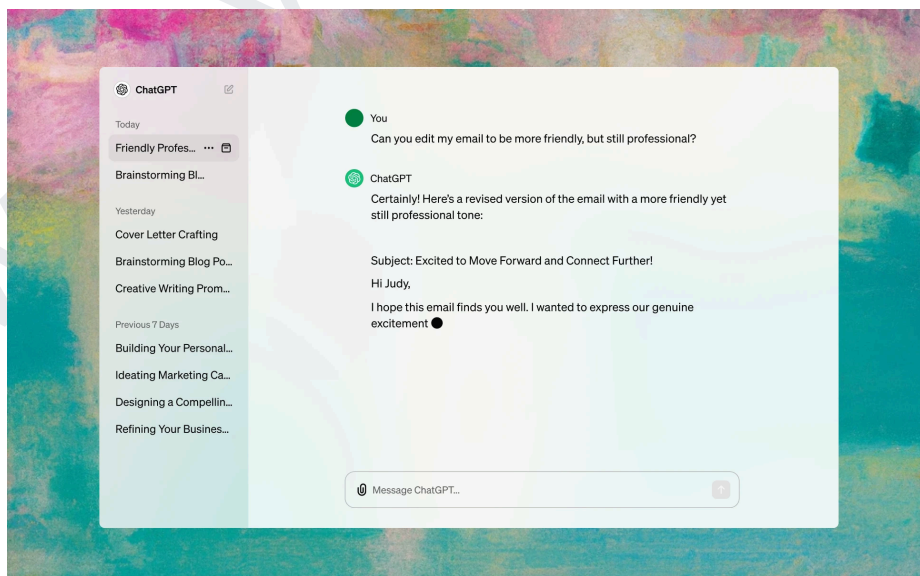 ChatGPT
Today
Friendly Profes...
Brainstorming Bl...
Yesterday
Cover Letter Crafting
Brainstorming Blog Po...
Creative Writing Prom...
Previous 7 Days
Building Your Personal...
Ideating Marketing Ca...
Designing a Compellin...
Refining Your Busines...
You
Can you edit my email to be more friendly, but still professional?
ChatGPT
Certainly! Here's a revised version of the email with a more friendly yet
still professional tone:
Subject: Excited to Move Forward and Connect Further!
Hi Judy,
I hope this email finds you well. I wanted to express our genuine
excitement
Message ChatGPT...